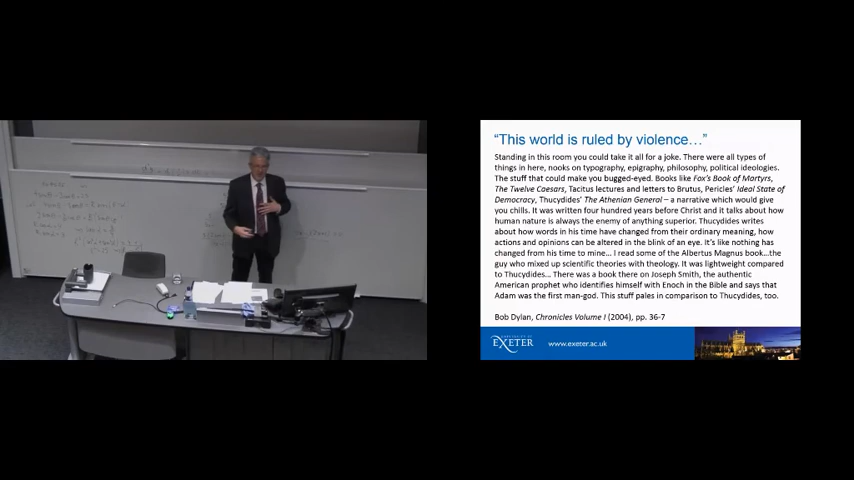 “This world is ruled by violence…”
Standing in this room you could take it all for a joke. There were all types of
things in here, nooks on typography, epigraphy, philosophy, political ideologies.
The stuff that could make you bugged-eyed. Books like Fox's Book of Martyrs,
The Twelve Caesars, Tacitus lectures and letters to Brutus, Pericles' Ideal State of
Democracy, Thucydides' The Athenian General – a narrative which would give
you chills. It was written four hundred years before Christ and it talks about how
human nature is always the enemy of anything superior. Thucydides writes
about how words in his time have changed from their ordinary meaning, how
actions and opinions can be altered in the blink of an eye. It's like nothing has
changed from his time to mine… I read some of the Albertus Magnus book…the
guy who mixed up scientific theories with theology. It was lightweight compared
to Thucydides… There was a book there on Joseph Smith, the authentic
American prophet who identifies himself with Enoch in the Bible and says that
Adam was the first man-god. This stuff pales in comparison to Thucydides, too.
Bob Dylan, Chronicles Volume I (2004), pp. 36-7
EXETER
www.exeter.ac.uk